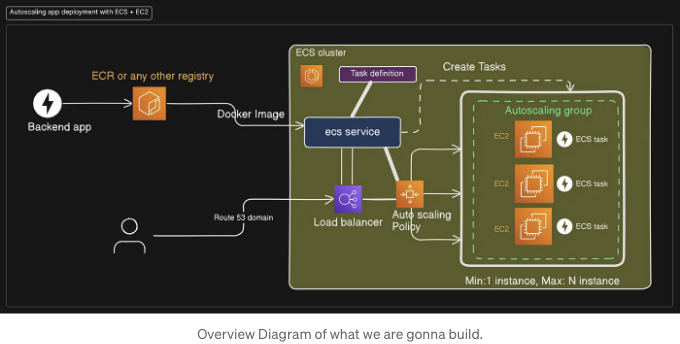 Autoscaling app deployment with ECS + EC2
ECS cluster
Task definition
Create Tasks
ECR or any other registry
Backend app
Docker Image
ecs service
Autoscaling group
EC2
ECS task
EC2
ECS task
EC2
ECS task
Route 53 domain
Load balancer
Auto scaling
Policy
Min:1 instance, Max: N instance
Overview Diagram of what we are gonna build.